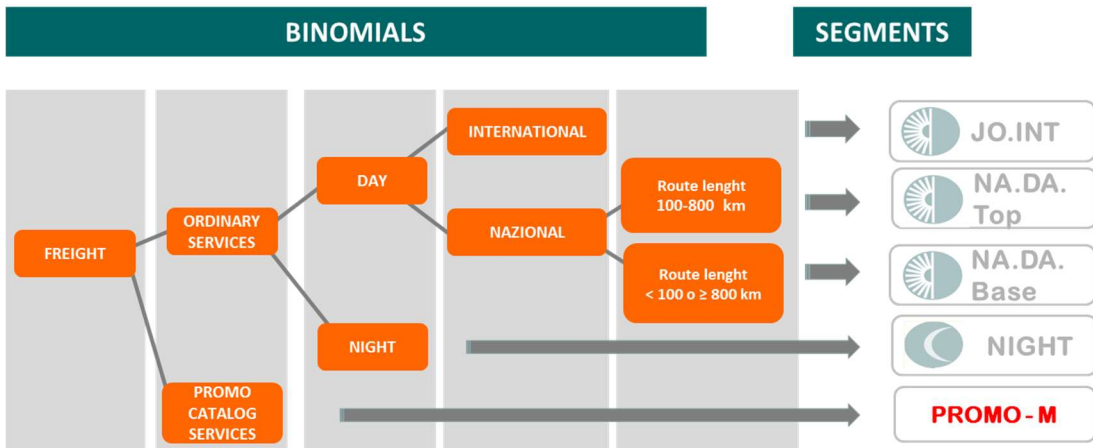 BINOMIALS
SEGMENTS
INTERNATIONAL
JO.INT
DAY
Route lenght
100-800 km
NA.DA.
Top
ORDINARY
SERVICES
NAZIONAL
FREIGHT
Route lenght
< 100 o ≥ 800 km
NA.DA.
Base
NIGHT
NIGHT
PROMO
CATALOG
SERVICES
PROMO - M